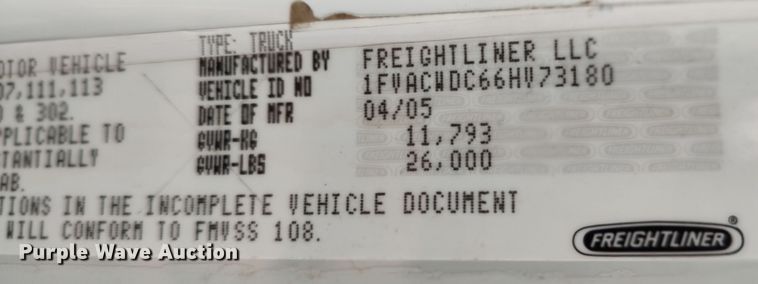 TYPE: TRUCK
OTOR VEHICLE MANUFACTURED BY FREIGHTLINER LLC
07,111,113 VEHICLE ID NO 1FVACWDC66HV73180
& 302. DATE OF MFR 04/05
PPLICABLE TO GVWR-KG 11,793
TANTIALLY GVWR-LBS 26,000
AB.
TIONS IN THE INCOMPLETE VEHICLE DOCUMENT
WILL CONFORM TO FMVSS 108.
FREIGHTLINER®
Purple Wave Auction